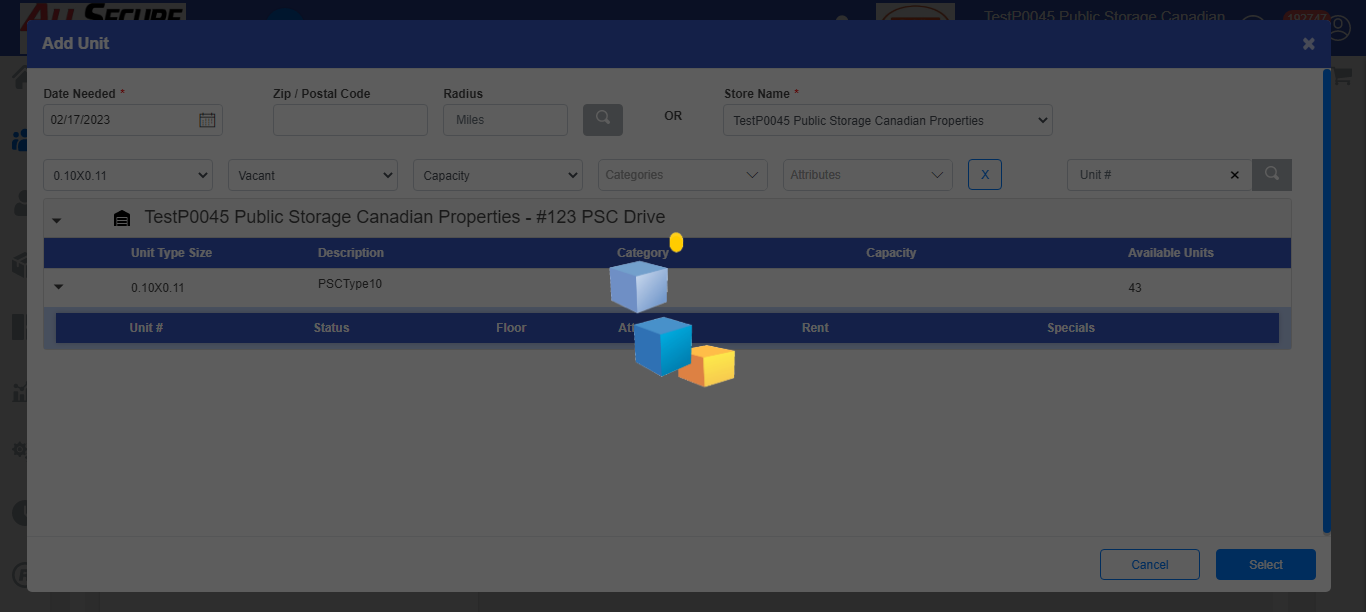 ALLSECURE
TestP0045 Public Storage Canadian
192747
Add Unit
Date Needed *
Zip / Postal Code
Radius
Store Name *
02/17/2023
Miles
OR
TestP0045 Public Storage Canadian Properties
0.10X0.11
Vacant
Capacity
Categories
Attributes
X
Unit #
TestP0045 Public Storage Canadian Properties - #123 PSC Drive
Unit Type Size
Description
Category
Capacity
Available Units
0.10X0.11
PSCType10
43
Unit #
Status
Floor
Rent
Specials
Cancel
Select